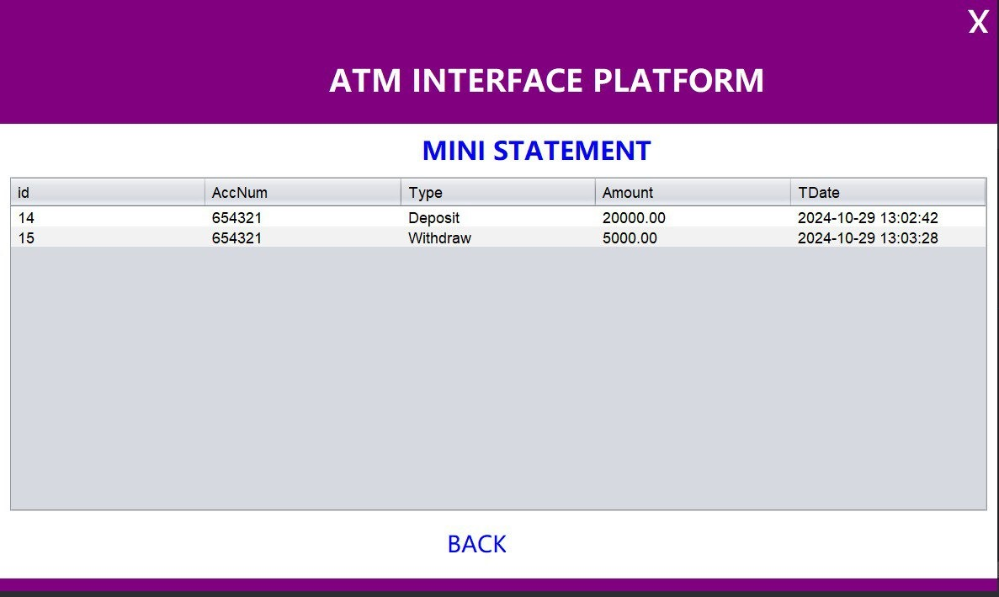 X
ATM INTERFACE PLATFORM
MINI STATEMENT
id AccNum Type Amount TDate
14 654321 Deposit 20000.00 2024-10-29 13:02:42
15 654321 Withdraw 5000.00 2024-10-29 13:03:28
BACK